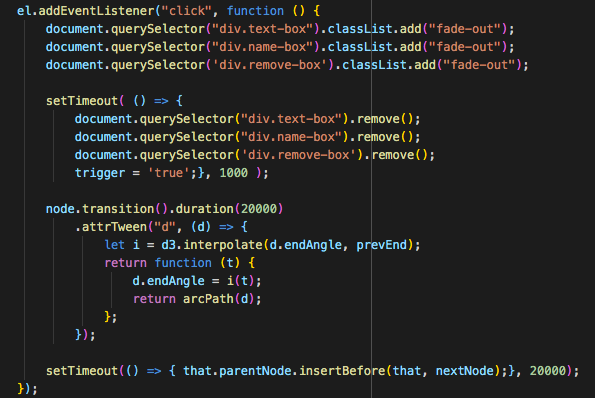 el.addEventListener("click", function () {
    document.querySelector("div.text-box").classList.add("fade-out");
    document.querySelector("div.name-box").classList.add("fade-out");
    document.querySelector('div.remove-box').classList.add("fade-out");

    setTimeout( () => {
        document.querySelector("div.text-box").remove();
        document.querySelector("div.name-box").remove();
        document.querySelector('div.remove-box').remove();
        trigger = 'true';}, 1000 );

    node.transition().duration(20000)
        .attrTween("d", (d) => {
            let i = d3.interpolate(d.endAngle, prevEnd);
            return function (t) {
                d.endAngle = i(t);
                return arcPath(d);
            };
        });

    setTimeout(() => { that.parentNode.insertBefore(that, nextNode);}, 20000);
});